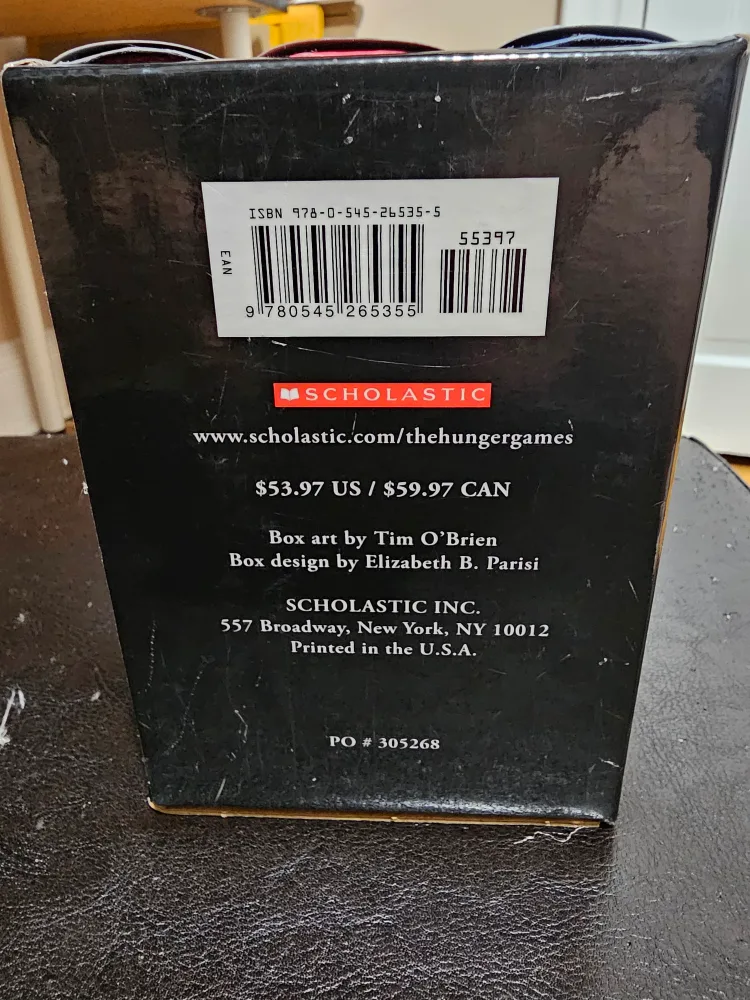 ISBN 978-0-545-26535-5
55397
EAN
9 780545 265355
SCHOLASTIC
www.scholastic.com/thehungergames
$53.97 US / $59.97 CAN
Box art by Tim O'Brien
Box design by Elizabeth B. Parisi
SCHOLASTIC INC.
557 Broadway, New York, NY 10012
Printed in the U.S.A.
PO # 305268